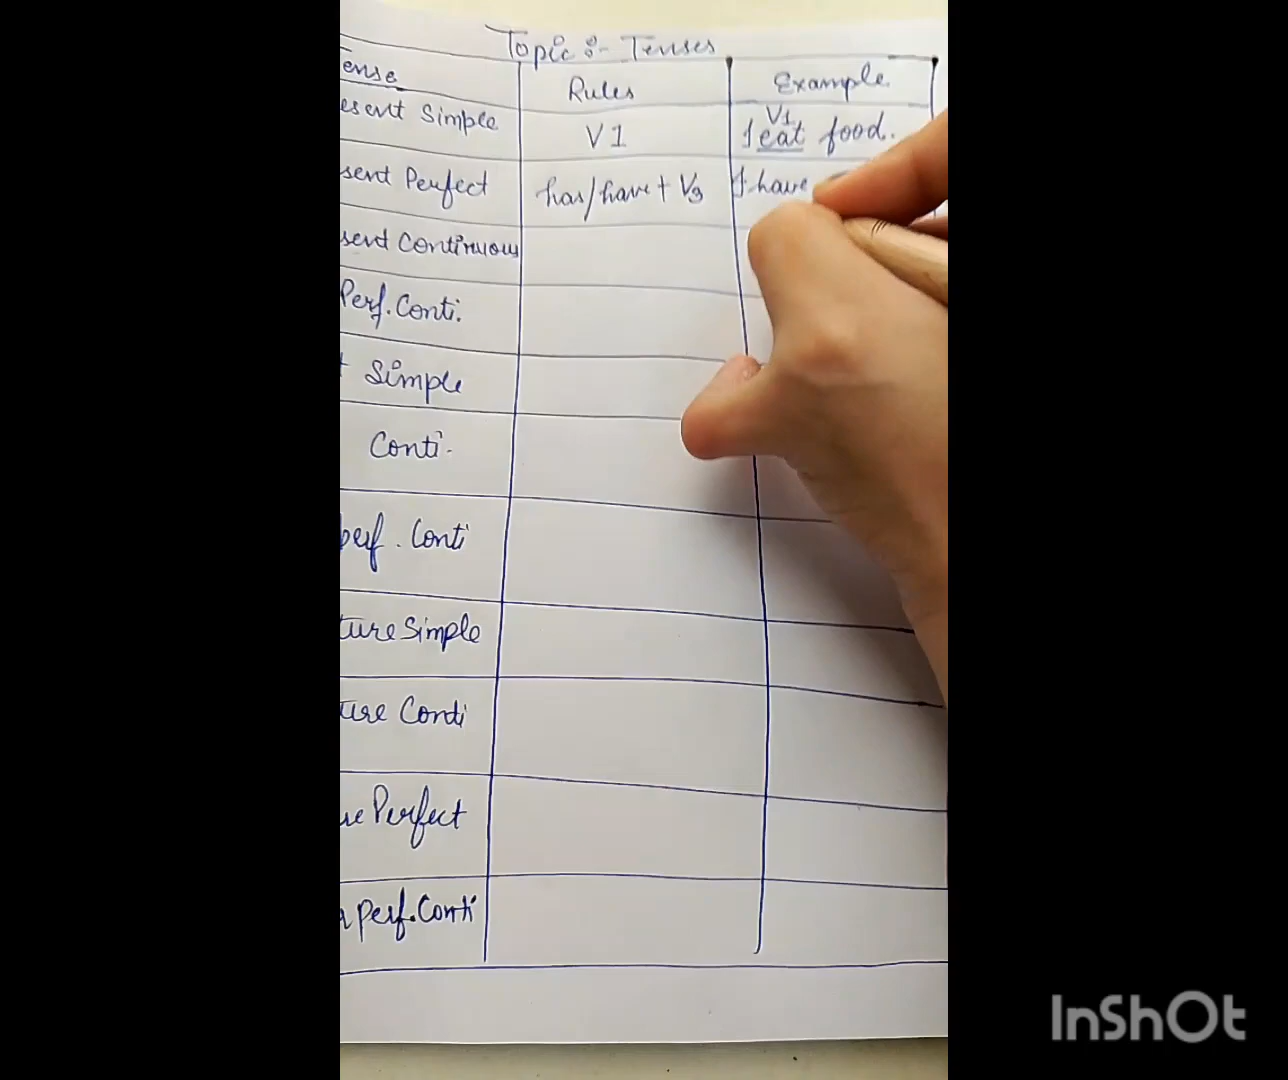 Topic :- Tenses
ense Rules Example
esent Simple V1 V1
I eat food.
sent Perfect has/have + V3 I have
sent Continuous
Perf. Conti.
t Simple
Conti-
perf. Conti
ture Simple
ture Conti
re Perfect
perf. Conti
InShOt